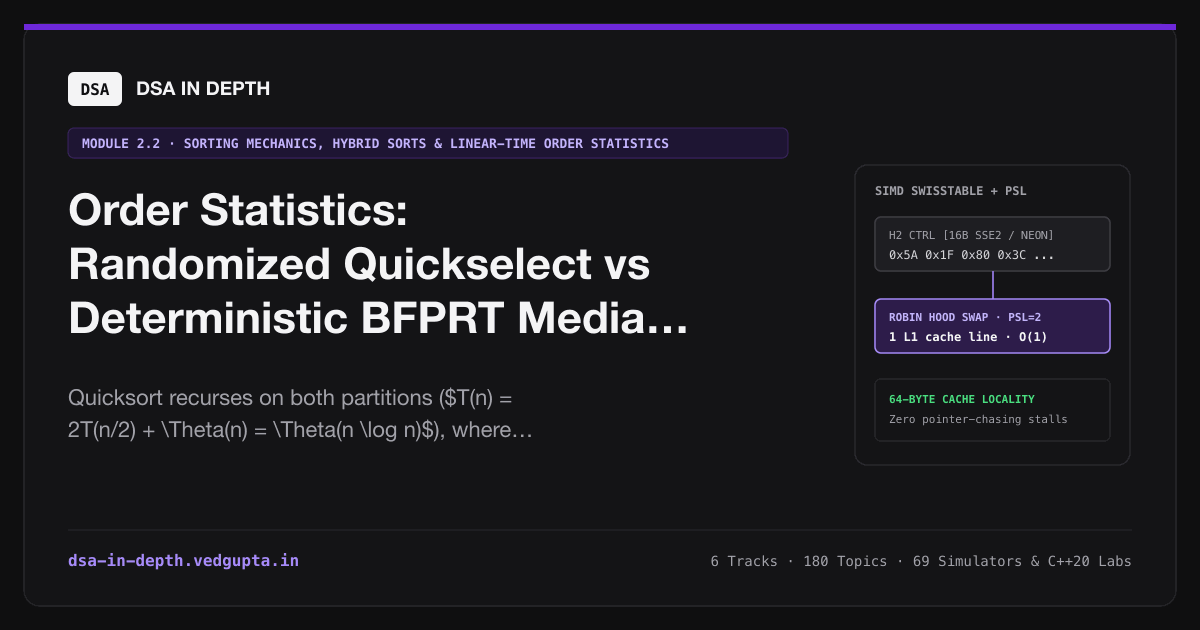 DSA
DSA IN DEPTH
MODULE 2.2 · SORTING MECHANICS, HYBRID SORTS & LINEAR-TIME ORDER STATISTICS
Order Statistics:
Randomized Quickselect vs
Deterministic BFPRT Media...
Quicksort recurses on both partitions ($T(n) =
2T(n/2) + \Theta(n) = \Theta(n \log n)$), where...
SIMD SWISSTABLE + PSL
H2 CTRL [16B SSE2 / NEON]
0x5A 0x1F 0x80 0x3C ...
ROBIN HOOD SWAP · PSL=2
1 L1 cache line · O(1)
64-BYTE CACHE LOCALITY
Zero pointer-chasing stalls
dsa-in-depth.vedgupta.in
6 Tracks · 180 Topics · 69 Simulators & C++20 Labs